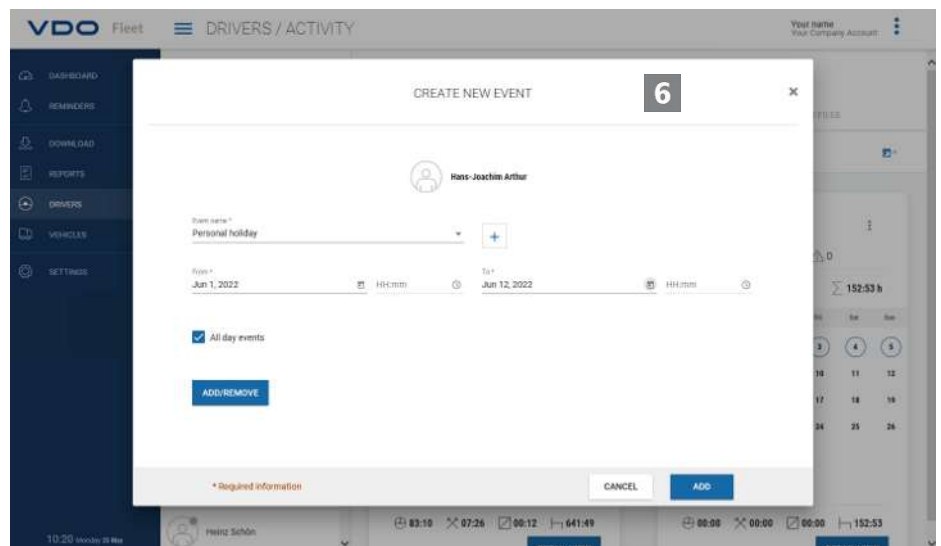 VDO Fleet
DRIVERS / ACTIVITY
Your name
Your Company Account
DASHBOARD
REMINDERS
DOWNLOAD
REPORTS
DRIVERS
VEHICLES
SETTINGS
CREATE NEW EVENT
6
×
Hans-Joachim Arthur
Event name *
Personal holiday
+
From *
Jun 1, 2022
HH:mm
To *
Jun 12, 2022
HH:mm
All day events
ADD/REMOVE
* Required information
CANCEL
ADD
0
152:53 h
Sat
3 4 5
10 11 12
17 18 19
24 25 26
Heinz Schön
83:10 07:26 00:12 641:49
00:00 00:00 00:00 152:53
10:20 Monday